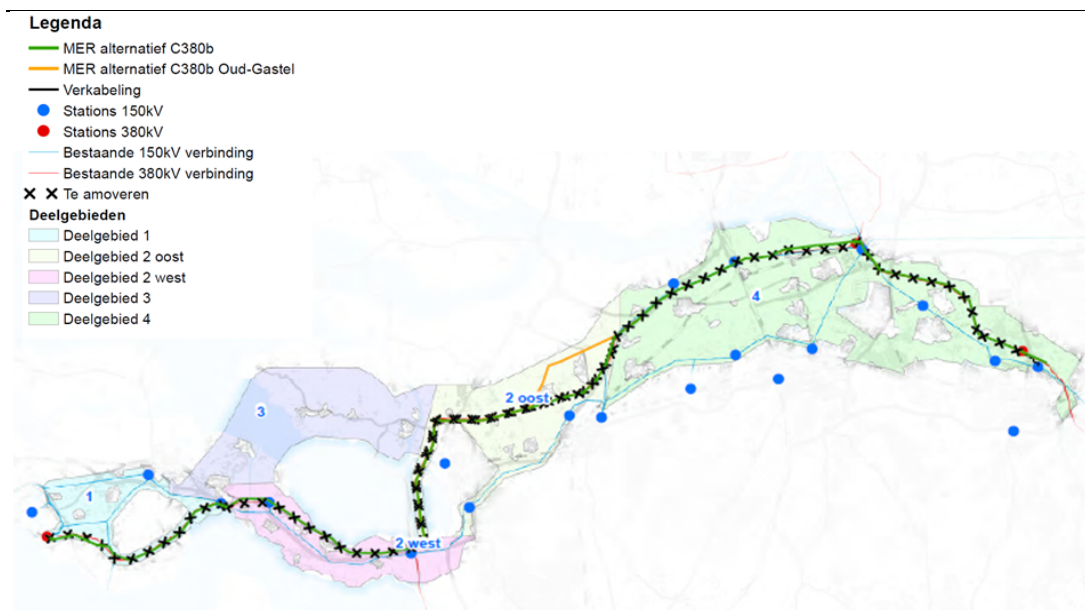 Legenda
MER alternatief C380b
MER alternatief C380b Oud-Gastel
Verkabeling
Stations 150kV
Stations 380kV
Bestaande 150kV verbinding
Bestaande 380kV verbinding
Te amoveren
Deelgebieden
Deelgebied 1
Deelgebied 2 oost
Deelgebied 2 west
Deelgebied 3
Deelgebied 4
4
2 oost
3
1
2 west